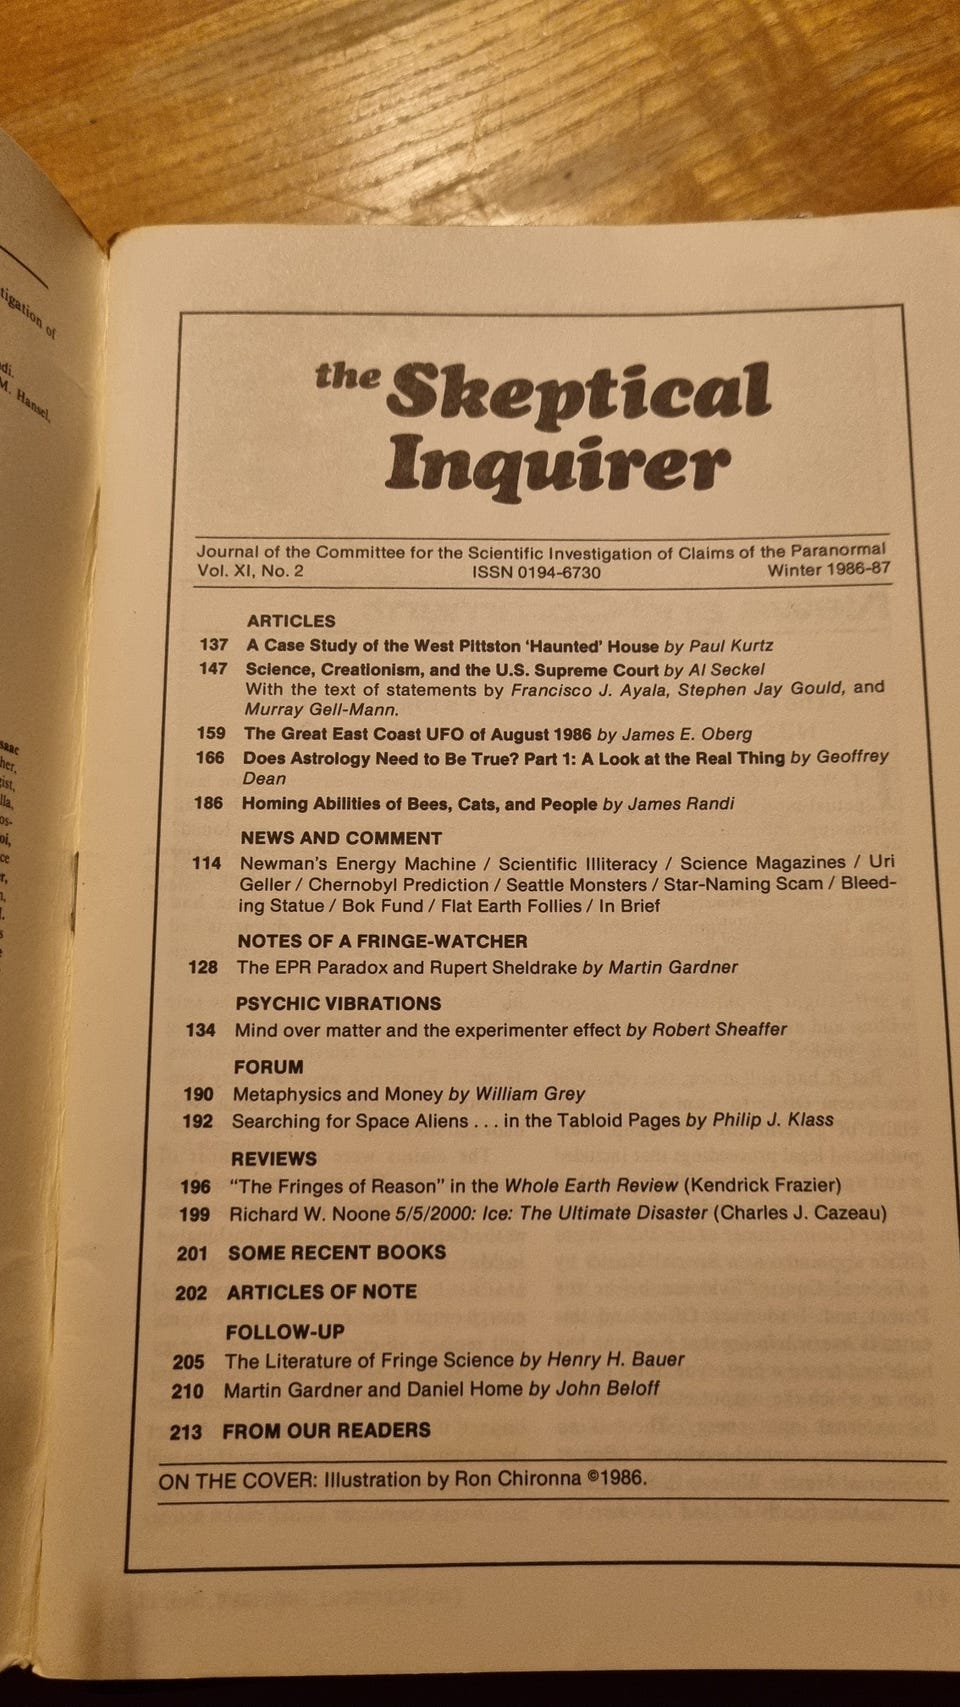 tigation of
di.
M. Hansel,
the Skeptical
Inquirer
Journal of the Committee for the Scientific Investigation of Claims of the Paranormal
Vol. XI, No. 2 ISSN 0194-6730 Winter 1986-87
ARTICLES
137 A Case Study of the West Pittston ‘Haunted’ House by Paul Kurtz
147 Science, Creationism, and the U.S. Supreme Court by Al Seckel
With the text of statements by Francisco J. Ayala, Stephen Jay Gould, and
Murray Gell-Mann.
159 The Great East Coast UFO of August 1986 by James E. Oberg
166 Does Astrology Need to Be True? Part 1: A Look at the Real Thing by Geoffrey
Dean
186 Homing Abilities of Bees, Cats, and People by James Randi
NEWS AND COMMENT
114 Newman’s Energy Machine / Scientific Illiteracy / Science Magazines / Uri
Geller / Chernobyl Prediction / Seattle Monsters / Star-Naming Scam / Bleed-
ing Statue / Bok Fund / Flat Earth Follies / In Brief
NOTES OF A FRINGE-WATCHER
128 The EPR Paradox and Rupert Sheldrake by Martin Gardner
PSYCHIC VIBRATIONS
134 Mind over matter and the experimenter effect by Robert Sheaffer
FORUM
190 Metaphysics and Money by William Grey
192 Searching for Space Aliens . . . in the Tabloid Pages by Philip J. Klass
REVIEWS
196 “The Fringes of Reason” in the Whole Earth Review (Kendrick Frazier)
199 Richard W. Noone 5/5/2000: Ice: The Ultimate Disaster (Charles J. Cazeau)
201 SOME RECENT BOOKS
202 ARTICLES OF NOTE
FOLLOW-UP
205 The Literature of Fringe Science by Henry H. Bauer
210 Martin Gardner and Daniel Home by John Beloff
213 FROM OUR READERS
ON THE COVER: Illustration by Ron Chironna ©1986.